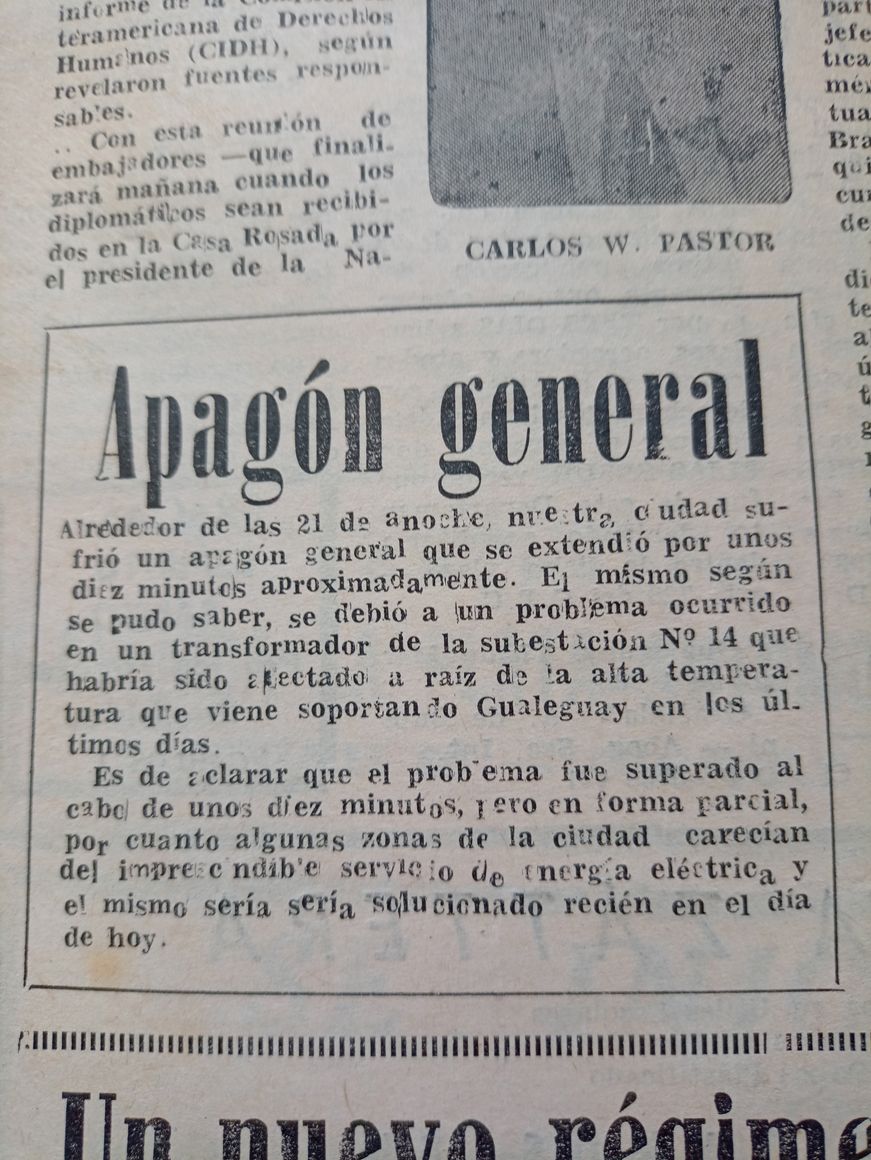 informe de la
teramericana de Derechos
Humanos (CIDH), según
revelaron fuentes respon-
sables.
.. Con esta reunión de
embajadores —que finali-
zará mañana cuando los
diplomáticos sean recibi-
dos en la Casa Rosada por
el presidente de la Na-
CARLOS W. PASTOR
Apagón general
Alrededor de las 21 de anoche, nuestra ciudad su-
frió un apagón general que se extendió por unos
diez minutos aproximadamente. El mismo según
se pudo saber, se debió a un problema ocurrido
en un transformador de la subestación Nº 14 que
habría sido afectado a raíz de la alta tempera-
tura que viene soportando Gualeguay en los úl-
timos días.
Es de aclarar que el problema fue superado al
cabo de unos diez minutos, pero en forma parcial,
por cuanto algunas zonas de la ciudad carecían
del imprescindible servicio de energía eléctrica y
el mismo sería sería solucionado recién en el día
de hoy.
Un nuevo régime